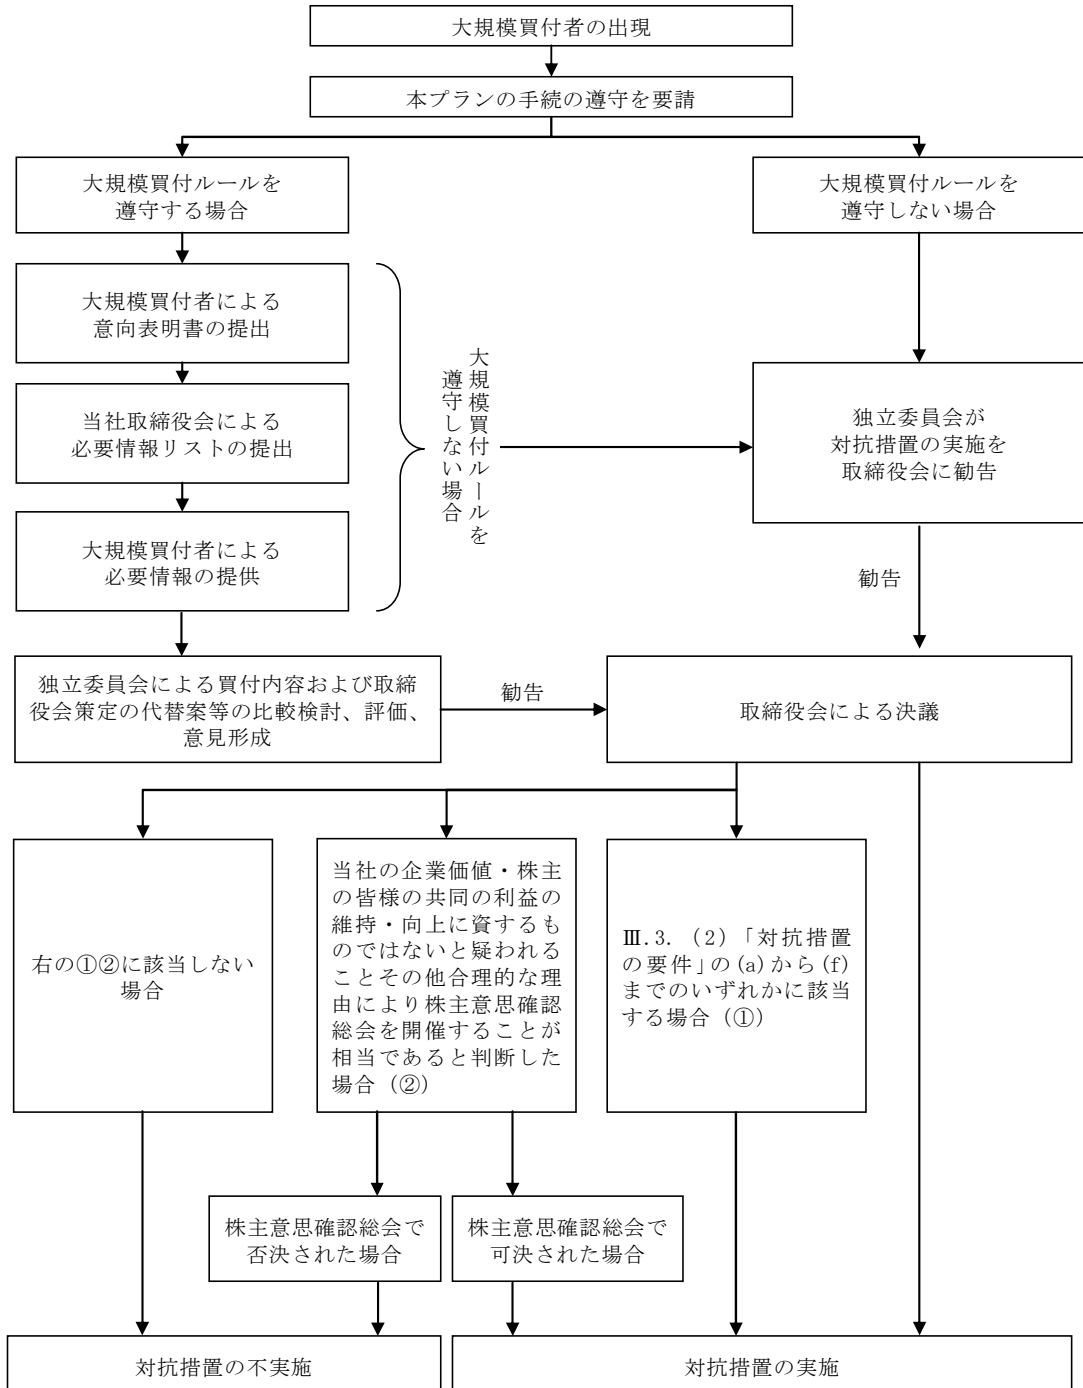 大規模買付者の出現
本プランの手続の遵守を要請
大規模買付ルールを
遵守する場合
大規模買付ルールを
遵守しない場合
大規模買付者による
意向表明書の提出
当社取締役会による
必要情報リストの提出
大規模買付者による
必要情報の提供
大規模買付ルールを
遵守しない場合
独立委員会が
対抗措置の実施を
取締役会に勧告
勧告
独立委員会による買付内容および取締
役会策定の代替案等の比較検討、評価、
意見形成
勧告
取締役会による決議
右の①②に該当しない
場合
当社の企業価値・株主
の皆様の共同の利益の
維持・向上に資するも
のではないと疑われる
ことその他合理的な理
由により株主意思確認
総会を開催することが
相当であると判断した
場合（②）
Ⅲ.3.（2）「対抗措置
の要件」の(a)から(f)
までのいずれかに該当
する場合（①）
株主意思確認総会で
否決された場合
株主意思確認総会で
可決された場合
対抗措置の不実施
対抗措置の実施